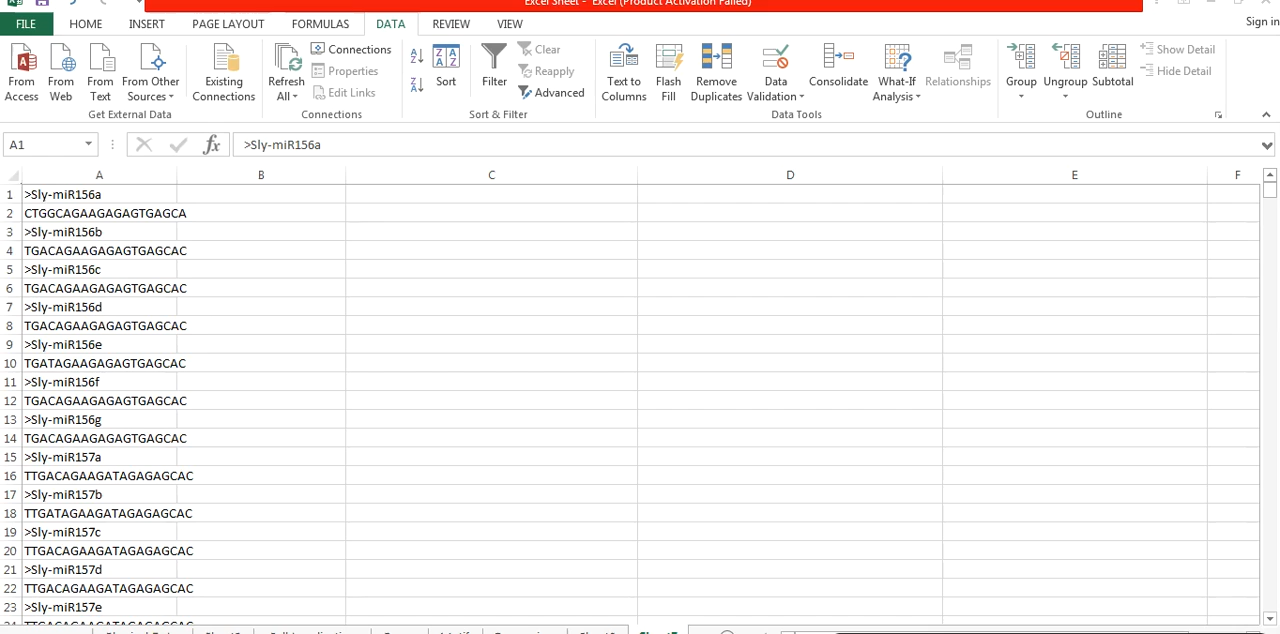 Excel Sheet - Excel (Product Activation Failed)
FILE HOME INSERT PAGE LAYOUT FORMULAS DATA REVIEW VIEW Sign in
From Access
From Web
From Text
From Other Sources
Existing Connections
Get External Data
Refresh All
Connections
Properties
Edit Links
Connections
Sort
Filter
Clear
Reapply
Advanced
Sort & Filter
Text to Columns
Flash Fill
Remove Duplicates
Data Validation
Consolidate
What-If Analysis
Relationships
Data Tools
Group
Ungroup
Subtotal
Show Detail
Hide Detail
Outline
A1 fx >Sly-miR156a
A B C D E F
1 >Sly-miR156a
2 CTGGCAGAAGAGAGTGAGCA
3 >Sly-miR156b
4 TGACAGAAGAGAGTGAGCAC
5 >Sly-miR156c
6 TGACAGAAGAGAGTGAGCAC
7 >Sly-miR156d
8 TGACAGAAGAGAGTGAGCAC
9 >Sly-miR156e
10 TGATAGAAGAGAGTGAGCAC
11 >Sly-miR156f
12 TGACAGAAGAGAGTGAGCAC
13 >Sly-miR156g
14 TGACAGAAGAGAGTGAGCAC
15 >Sly-miR157a
16 TTGACAGAAGATAGAGAGCAC
17 >Sly-miR157b
18 TTGATAGAAGATAGAGAGCAC
19 >Sly-miR157c
20 TTGACAGAAGATAGAGAGCAC
21 >Sly-miR157d
22 TTGACAGAAGATAGAGAGCAC
23 >Sly-miR157e
24 TTGACAGAAGATAGAGAGCAC